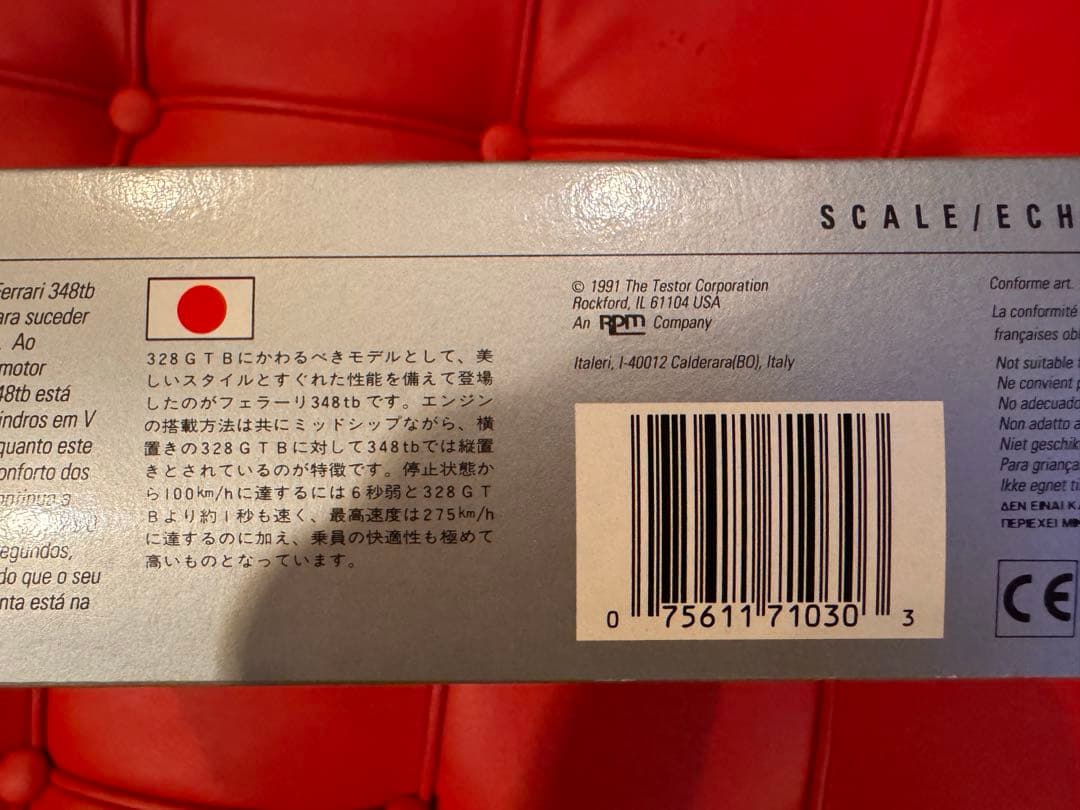 SCALE/ECH
Ferrari 348tb
ara suceder
. Ao
motor
48tb está
indros em V
quanto este
onforto dos
continua a
egundos,
do que o seu
nta está na
328GTBにかわるべきモデルとして、美
しいスタイルとすぐれた性能を備えて登場
したのがフェラーリ348tbです。エンジン
の搭載方法は共にミッドシップながら、横
置きの328GTBに対して348tbでは縦置
きとされているのが特徴です。停止状態か
ら100km/hに達するには6秒弱と328GT
Bより約1秒も速く、最高速度は275km/h
に達するのに加え、乗員の快適性も極めて
高いものとなっています。
© 1991 The Testor Corporation
Rockford, IL 61104 USA
An RPM Company
Italeri, I-40012 Calderara(BO), Italy
0 75611 71030 3
Conforme art.
La conformité
françaises ob
Not suitable
Ne convient p
No adecuado
Non adatto a
Niet geschik
Para griança
Ikke egnet ti
ΔΕΝ ΕΙΝΑΙ ΚΑ
ΠΕΡΙΕΧΕΙ ΜΙΚ
CE